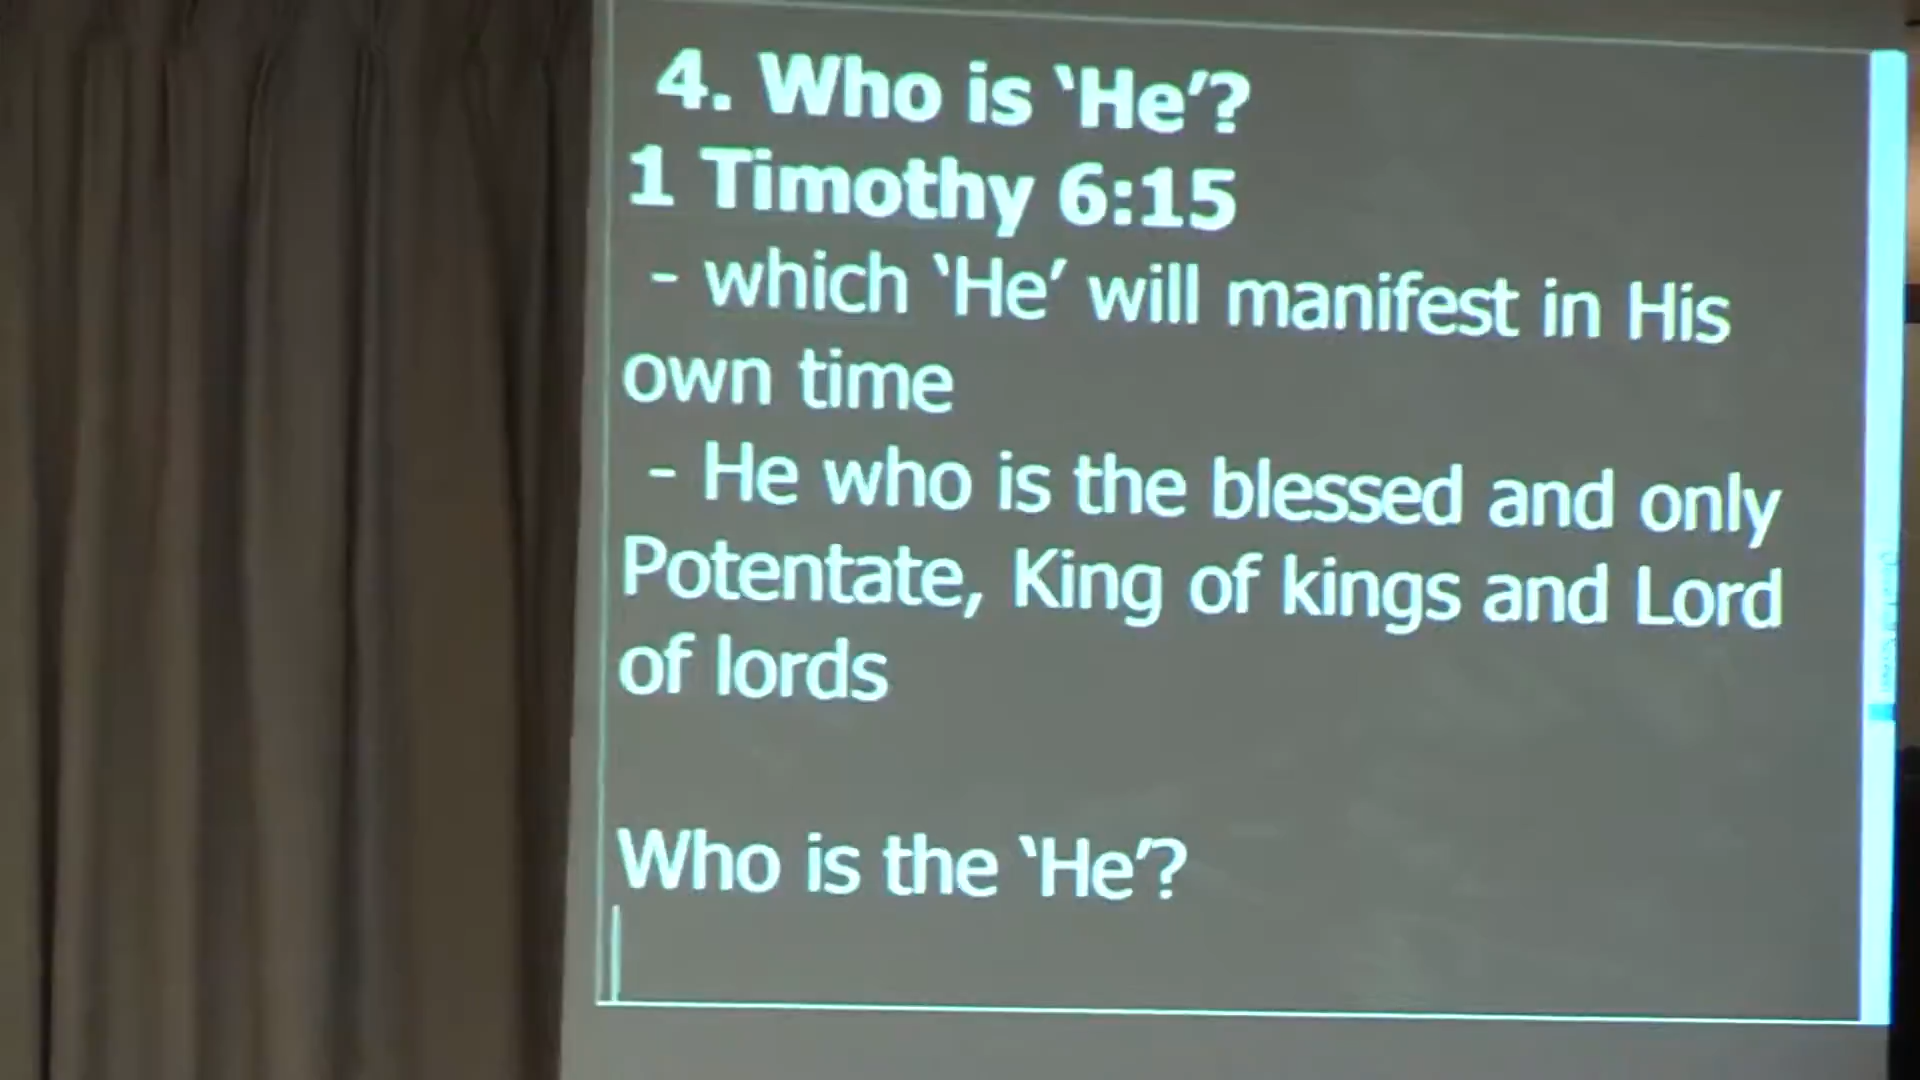 4. Who is ‘He’?
1 Timothy 6:15
- which ‘He’ will manifest in His
own time
- He who is the blessed and only
Potentate, King of kings and Lord
of lords
Who is the ‘He’?